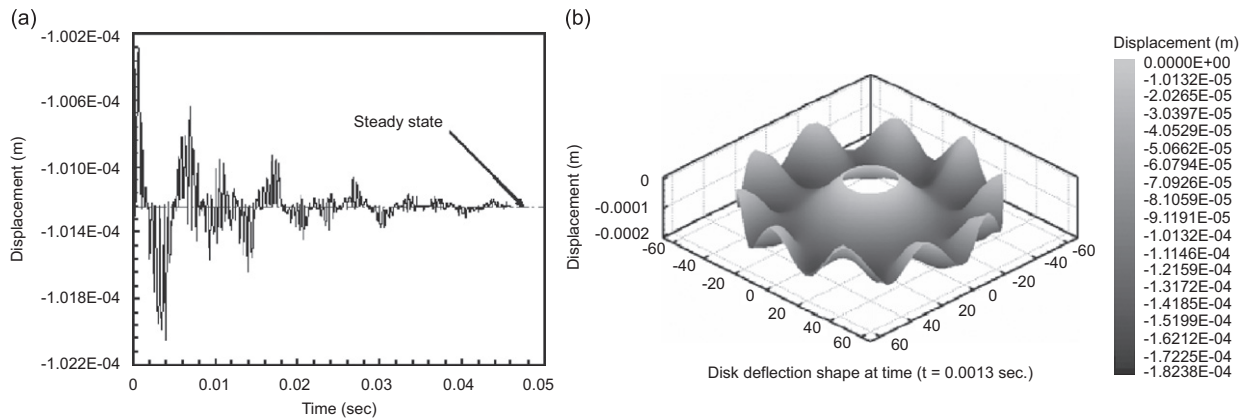 (a)
-1.002E-04
-1.006E-04
-1.010E-04
-1.014E-04
-1.018E-04
-1.022E-04
Displacement (m)
Steady state
0
0.01
0.02
0.03
0.04
0.05
Time (sec)
(b)
Displacement (m)
0
-0.0001
-0.0002
-60
-40
-20
0
20
40
60
-60
-40
-20
0
20
40
60
Disk deflection shape at time (t = 0.0013 sec.)
Displacement (m)
0.0000E+00
-1.0132E-05
-2.0265E-05
-3.0397E-05
-4.0529E-05
-5.0662E-05
-6.0794E-05
-7.0926E-05
-8.1059E-05
-9.1191E-05
-1.0132E-04
-1.1146E-04
-1.2159E-04
-1.3172E-04
-1.4185E-04
-1.5199E-04
-1.6212E-04
-1.7225E-04
-1.8238E-04